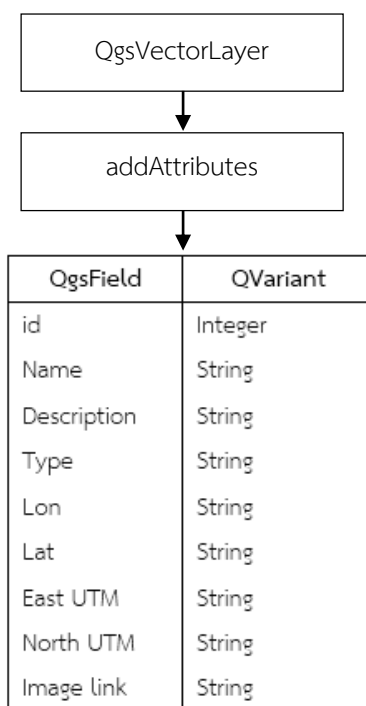 QgsVectorLayer
addAttributes
QgsField QVariant
id Integer
Name String
Description String
Type String
Lon String
Lat String
East UTM String
North UTM String
Image link String